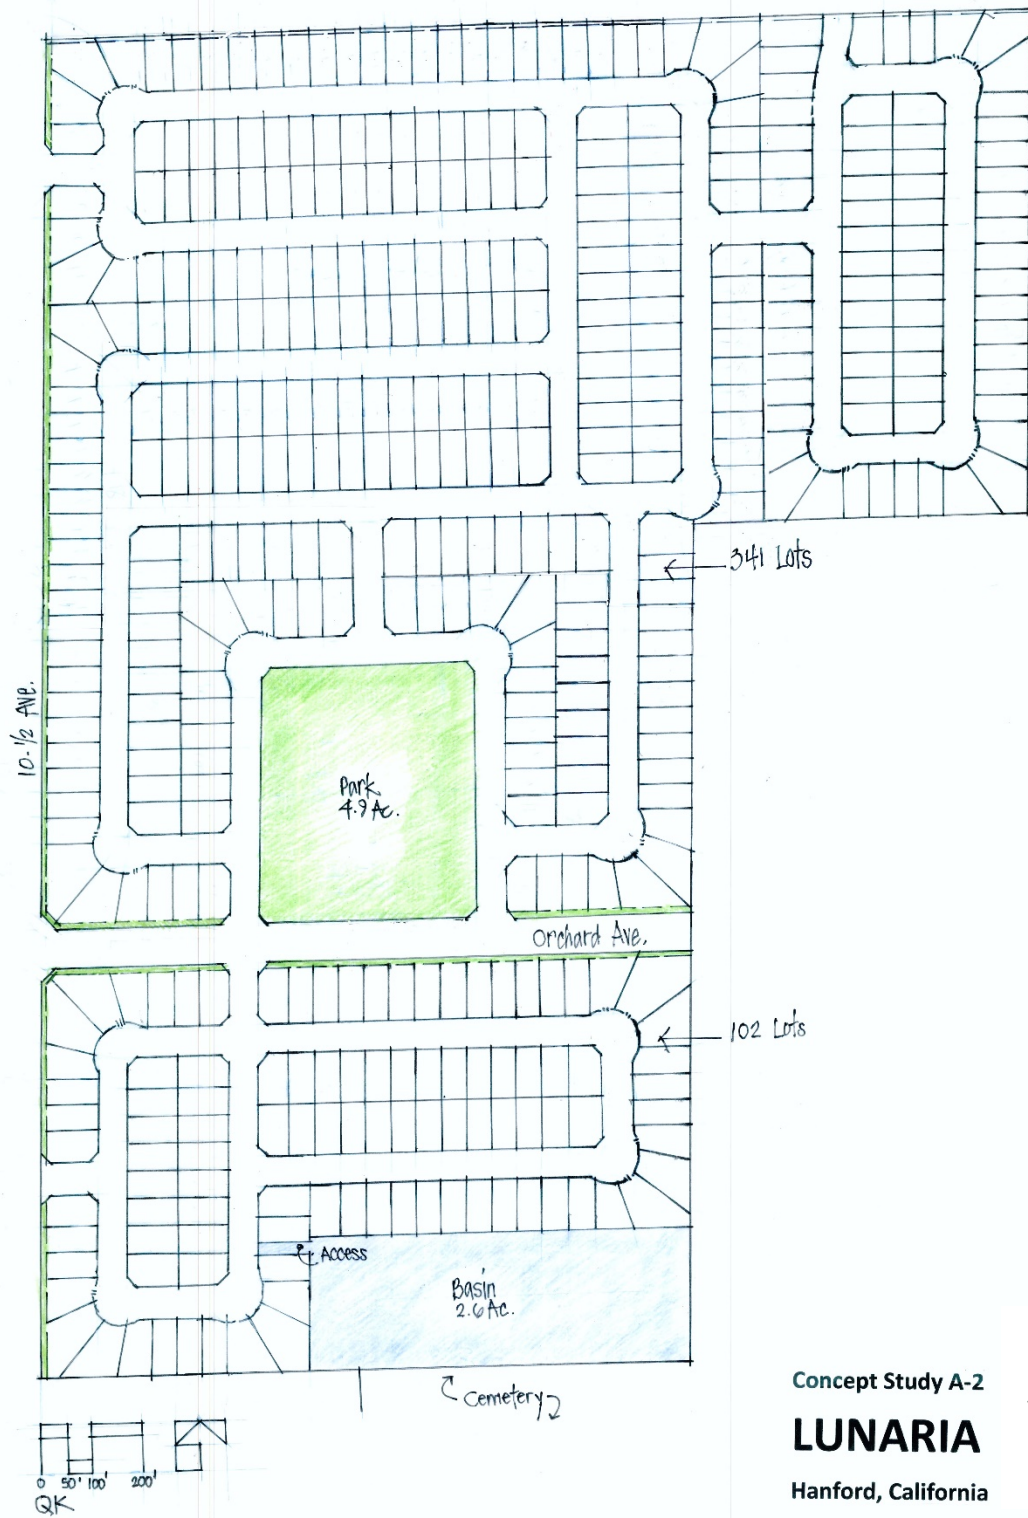 341 Lots
10-1/2 Ave.
Park
4.9 Ac.
Orchard Ave.
102 Lots
Access
Basin
2.6 Ac.
Cemetery
0 50' 100' 200'
QK
Concept Study A-2
LUNARIA
Hanford, California